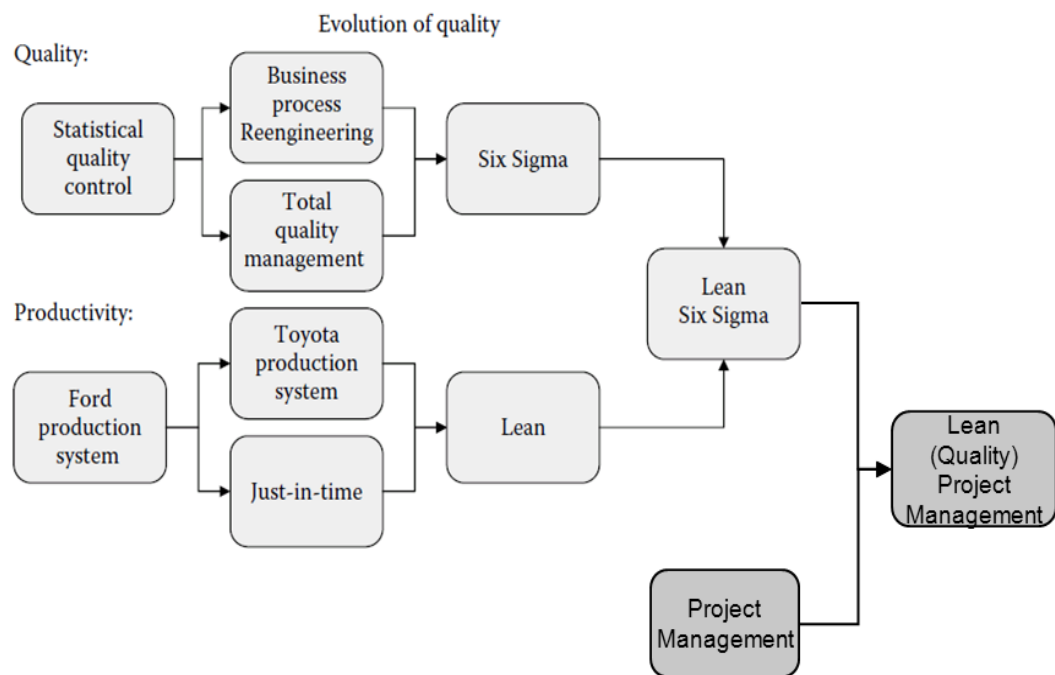 Evolution of quality
Quality:
Business
process
Reengineering
Statistical
quality
control
Six Sigma
Total
quality
management
Lean
Six Sigma
Productivity:
Toyota
production
system
Ford
production
system
Lean
Just-in-time
Lean
(Quality)
Project
Management
Project
Management